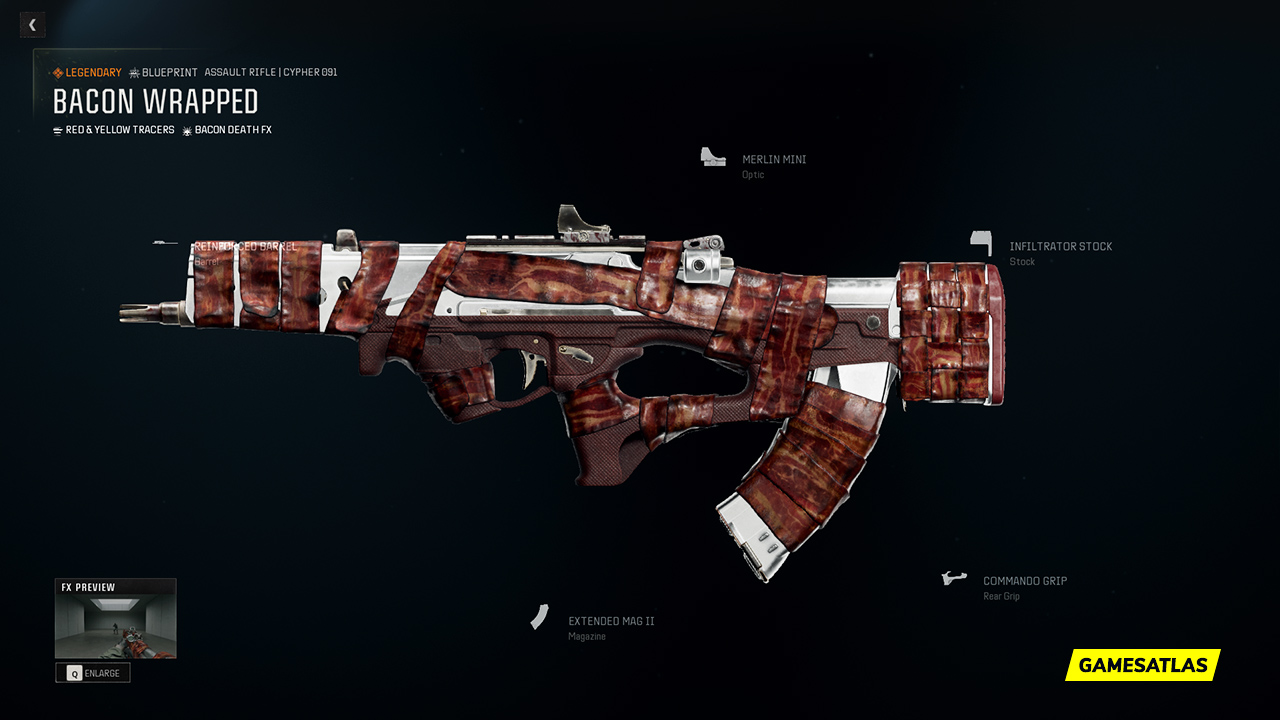 LEGENDARY BLUEPRINT ASSAULT RIFLE | CYPHER 091
BACON WRAPPED
RED & YELLOW TRACERS BACON DEATH FX
MERLIN MINI
Optic
REINFORCED BARREL
Barrel
INFILTRATOR STOCK
Stock
COMMANDO GRIP
Rear Grip
FX PREVIEW
EXTENDED MAG II
Magazine
Q ENLARGE
GAMESATLAS